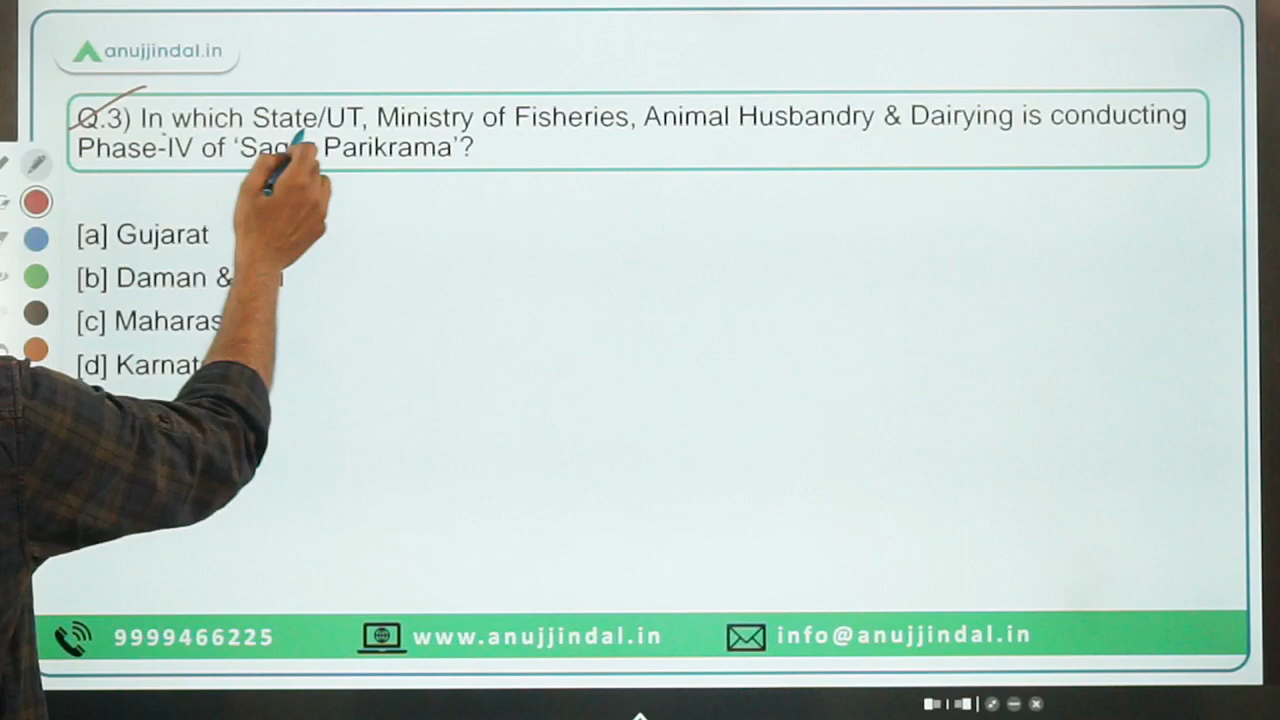 anujjindal.in
Q.3) In which State/UT, Ministry of Fisheries, Animal Husbandry & Dairying is conducting
Phase-IV of ‘Sagar Parikrama’?
[a] Gujarat
[b] Daman &
[c] Maharas
[d] Karnat
9999466225
www.anujjindal.in
info@anujjindal.in